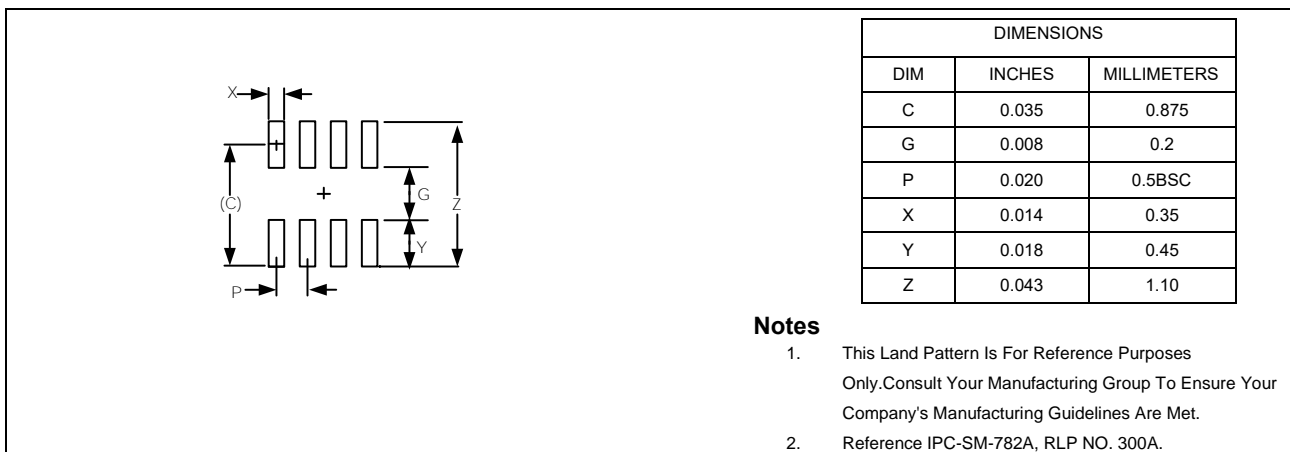 X
(C)
G
Z
Y
P
DIMENSIONS
DIM INCHES MILLIMETERS
C 0.035 0.875
G 0.008 0.2
P 0.020 0.5BSC
X 0.014 0.35
Y 0.018 0.45
Z 0.043 1.10
Notes
1. This Land Pattern Is For Reference Purposes
Only.Consult Your Manufacturing Group To Ensure Your
Company's Manufacturing Guidelines Are Met.
2. Reference IPC-SM-782A, RLP NO. 300A.